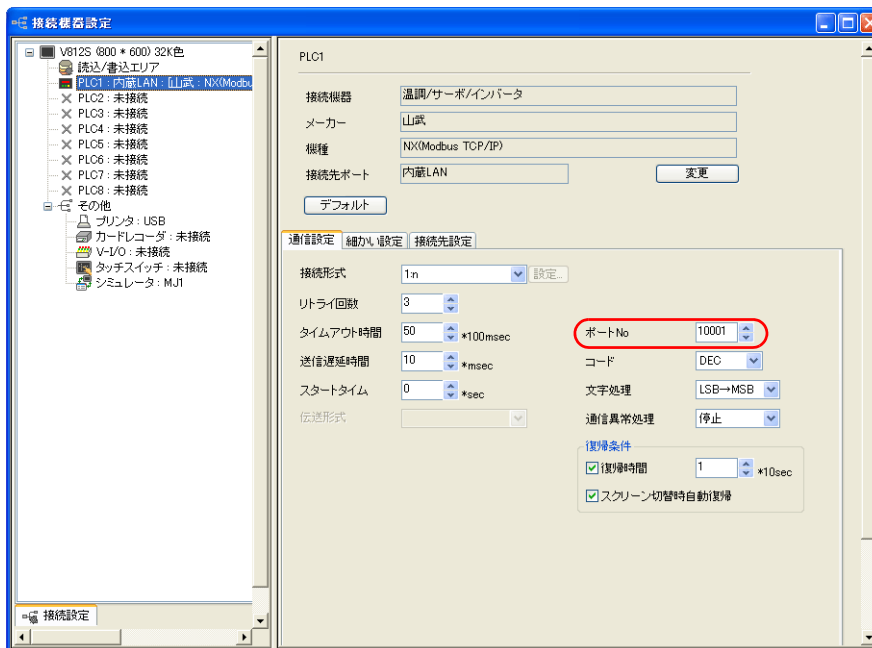 接続機器設定
V812S (800 * 600) 32K色
読込/書込エリア
PLC1 : 内蔵LAN : [山武 : NX(Modbu
PLC2 : 未接続
PLC3 : 未接続
PLC4 : 未接続
PLC5 : 未接続
PLC6 : 未接続
PLC7 : 未接続
PLC8 : 未接続
その他
プリンタ : USB
カードレコーダ : 未接続
V-I/O : 未接続
タッチスイッチ : 未接続
シミュレータ : MJ1
接続設定
PLC1
接続機器 温調/サーボ/インバータ
メーカー 山武
機種 NX(Modbus TCP/IP)
接続先ポート 内蔵LAN 変更
デフォルト
通信設定 細かい設定 接続先設定
接続形式 1:n 設定...
リトライ回数 3
タイムアウト時間 50 *100msec ポートNo 10001
送信遅延時間 10 *msec コード DEC
スタートタイム 0 *sec 文字処理 LSB→MSB
伝送形式 通信異常処理 停止
復帰条件
復帰時間 1 *10sec
スクリーン切替時自動復帰